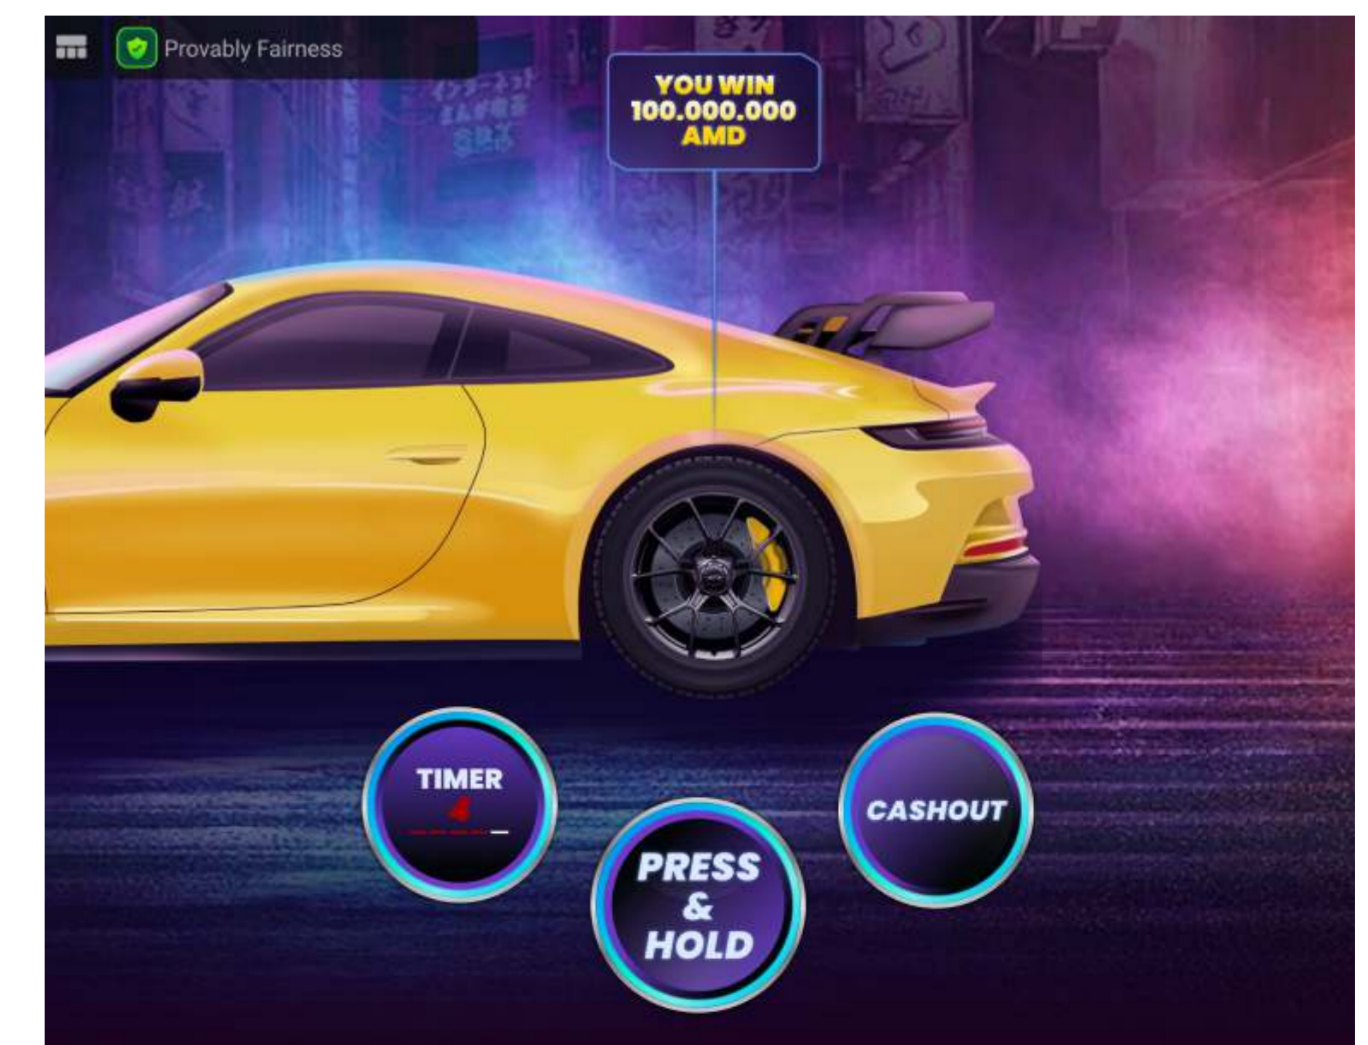 Provably Fairness
YOU WIN
100.000.000
AMD
TIMER
4
CASHOUT
PRESS
&
HOLD